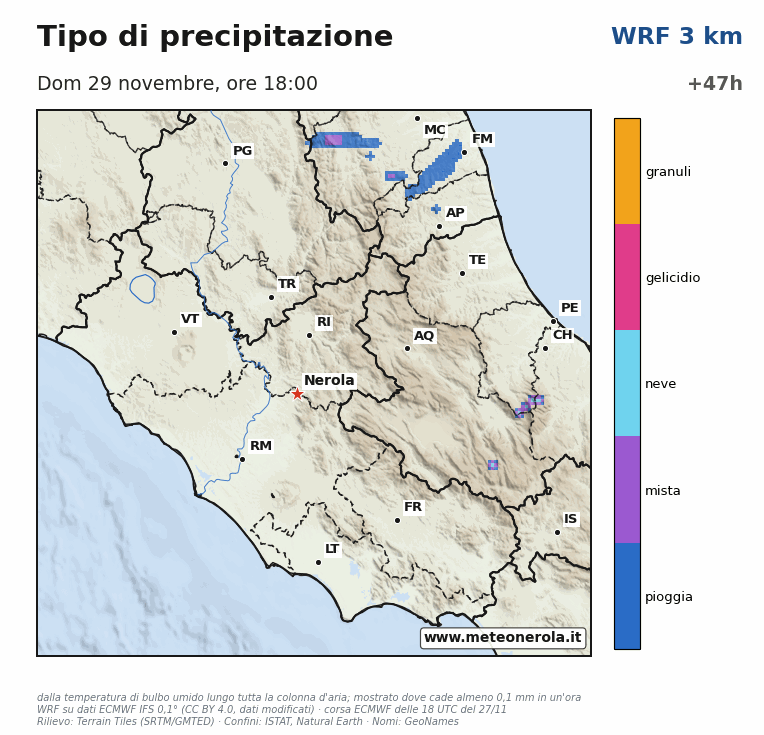 Tipo di precipitazione
WRF 3 km
Dom 29 novembre, ore 18:00
+47h
MC
FM
PG
AP
TE
TR
PE
VT
RI
AQ
CH
Nerola
RM
FR
IS
LT
www.meteonerola.it
granuli
gelicidio
neve
mista
pioggia
dalla temperatura di bulbo umido lungo tutta la colonna d'aria; mostrato dove cade almeno 0,1 mm in un'ora
WRF su dati ECMWF IFS 0,1° (CC BY 4.0, dati modificati) · corsa ECMWF delle 18 UTC del 27/11
Rilievo: Terrain Tiles (SRTM/GMTED) · Confini: ISTAT, Natural Earth · Nomi: GeoNames